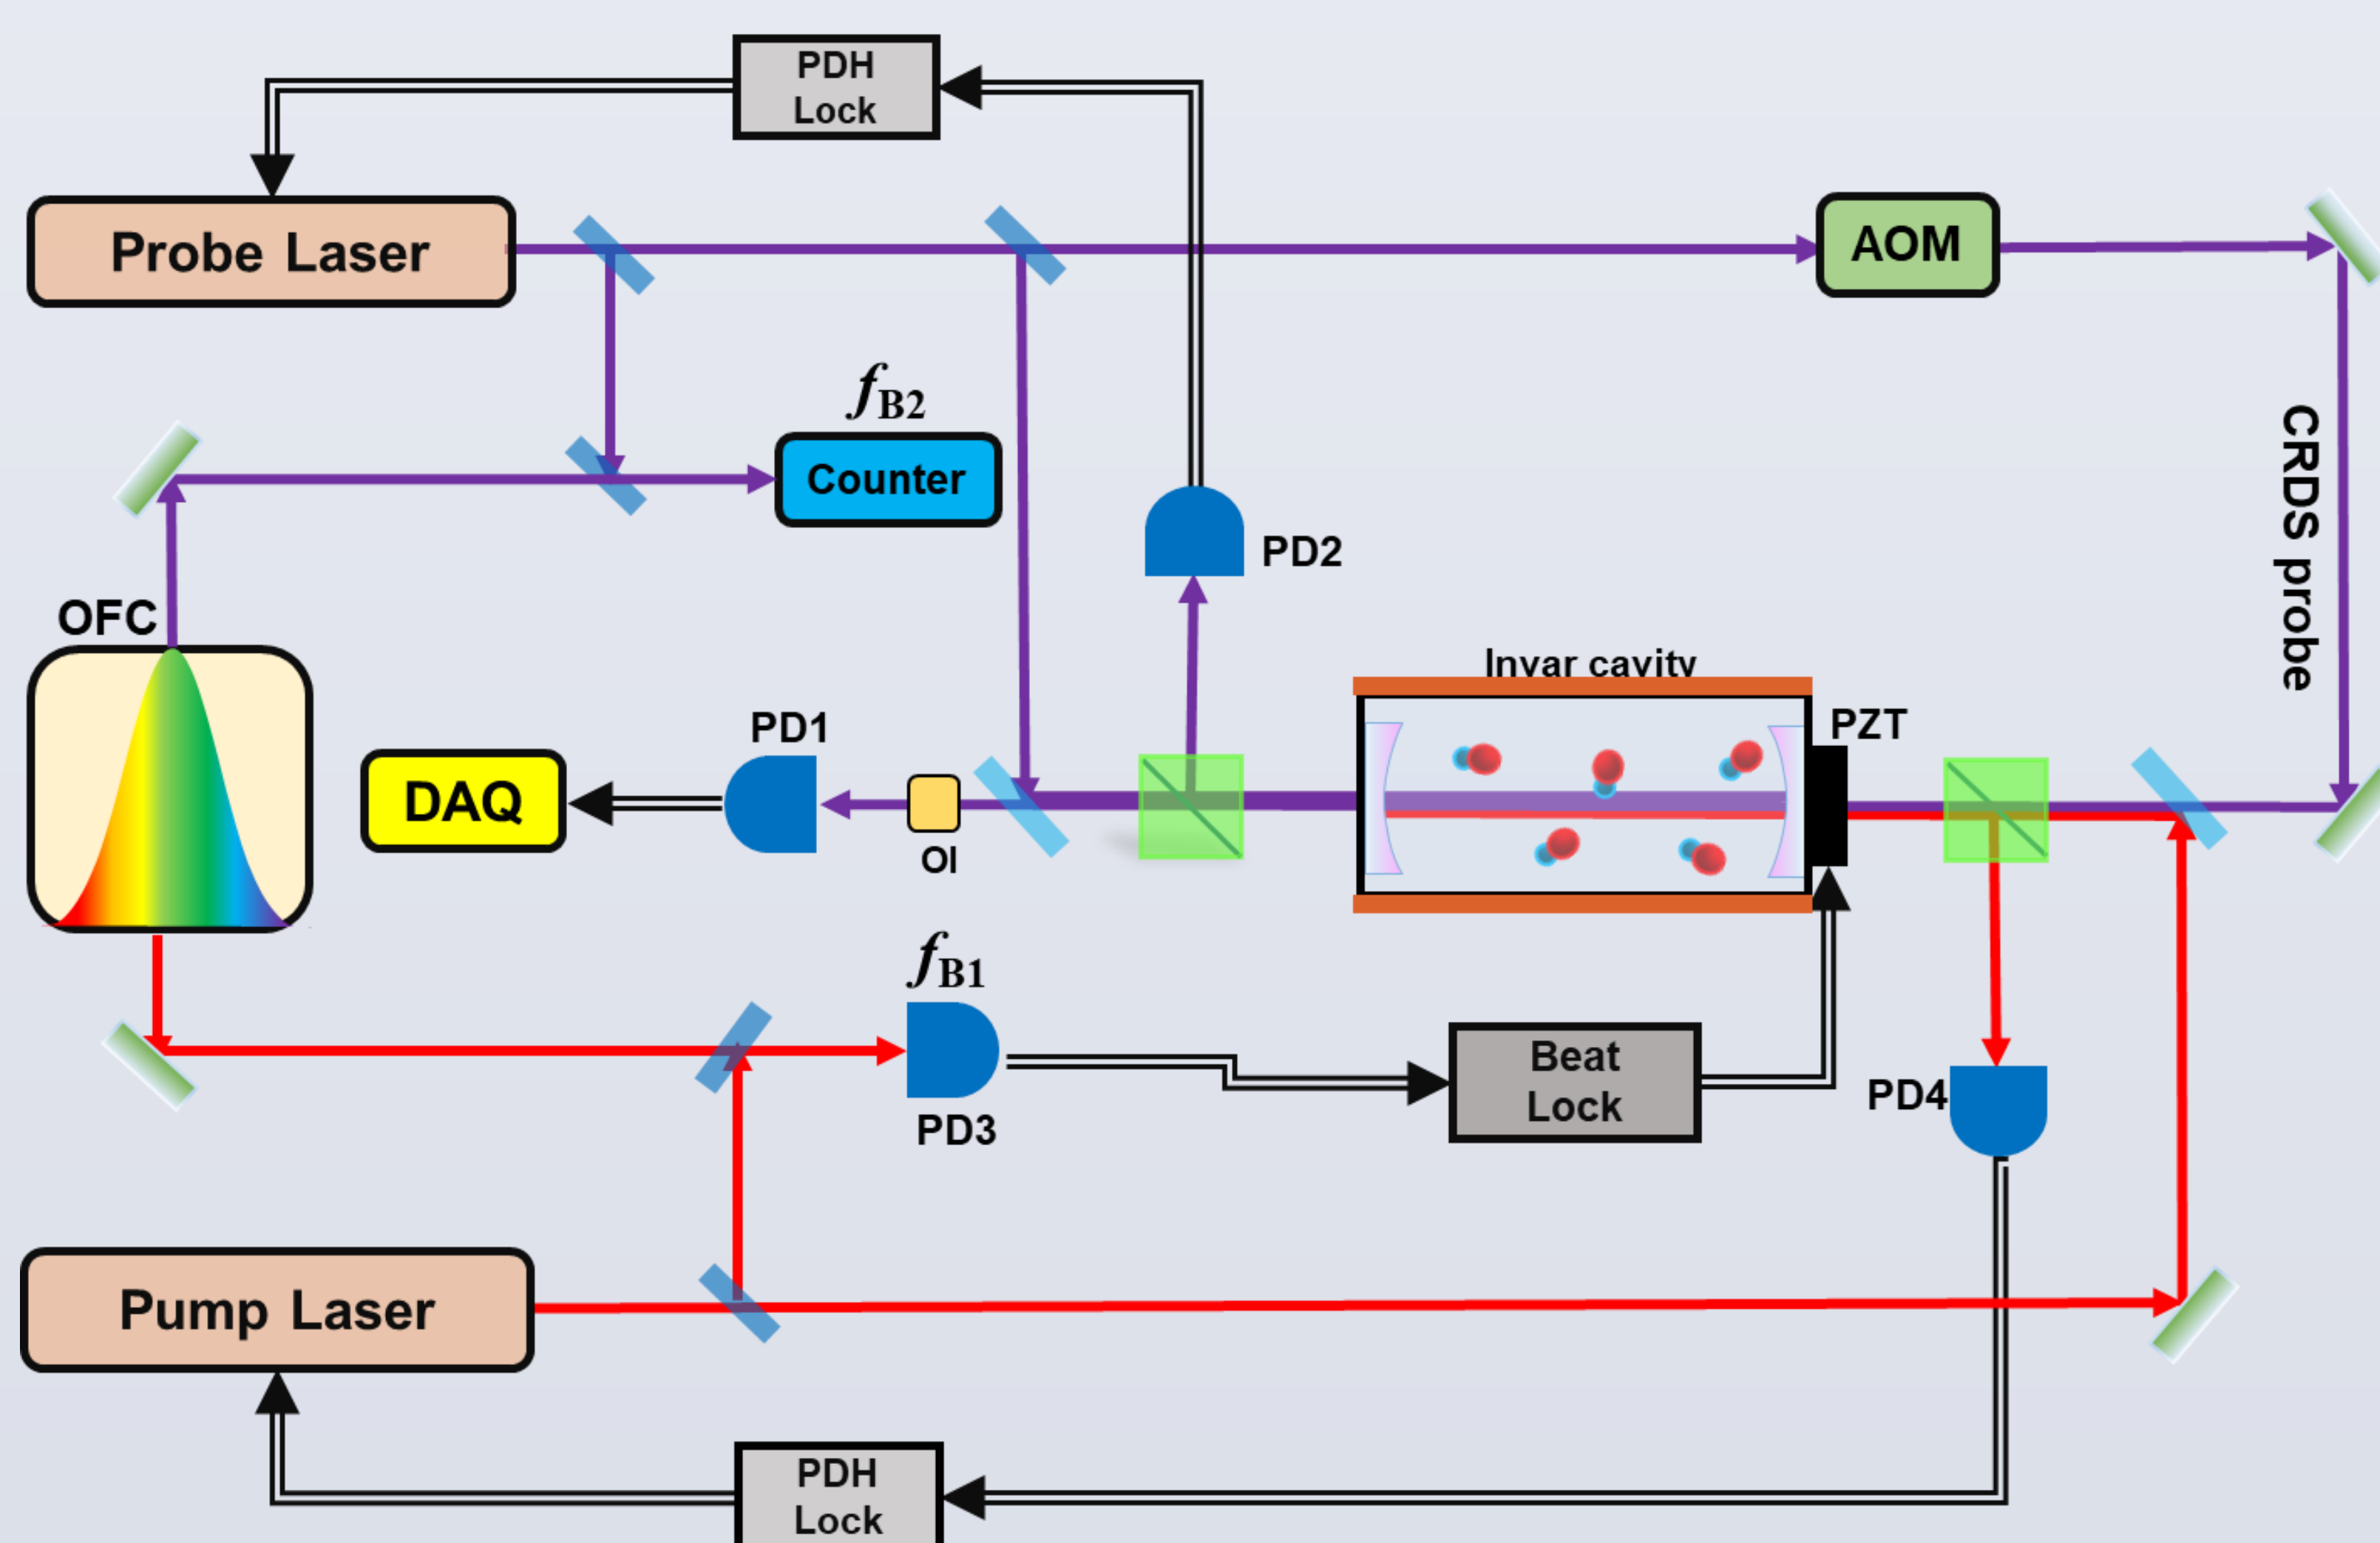 PDH
Lock
Probe Laser
AOM
fB2
Counter
CRDS probe
PD2
OFC
Invar cavity
PD1
PZT
DAQ
OI
fB1
PD3
Beat
Lock
PD4
Pump Laser
PDH
Lock